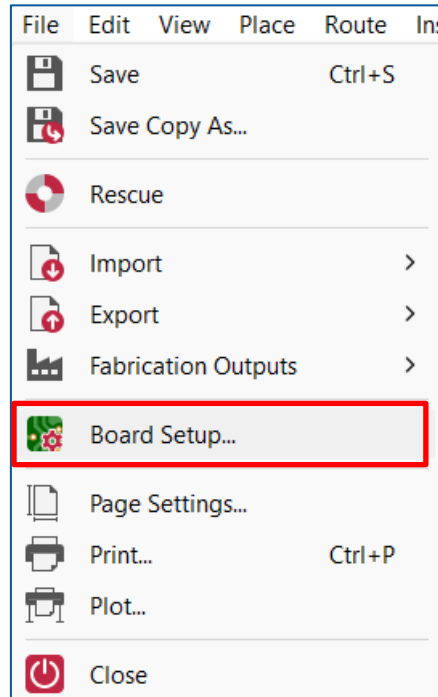 File Edit View Place Route Ins
Save Ctrl+S
Save Copy As...
Rescue
Import
Export
Fabrication Outputs
Board Setup...
Page Settings...
Print... Ctrl+P
Plot...
Close